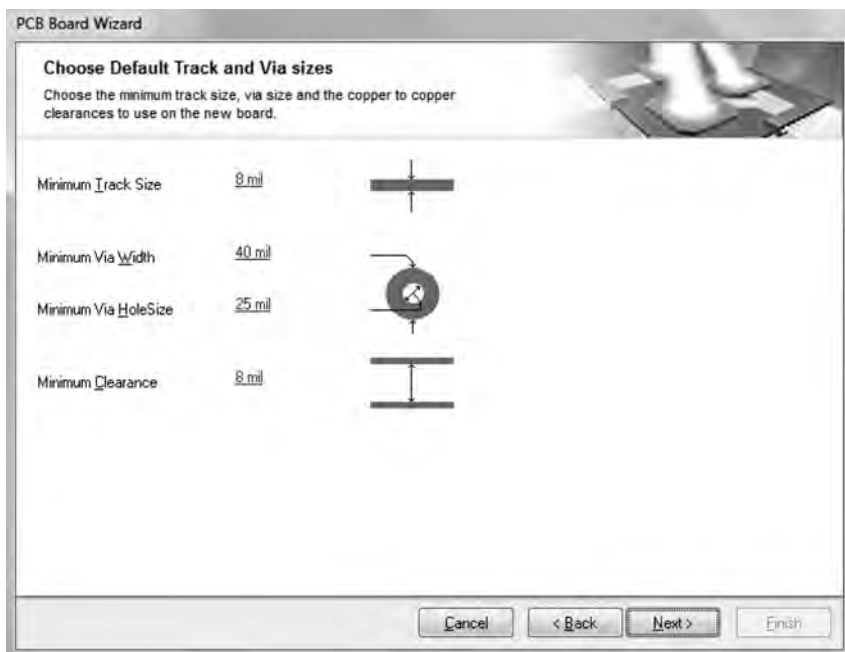 PCB Board Wizard
Choose Default Track and Via sizes
Choose the minimum track size, via size and the copper to copper
clearances to use on the new board.
Minimum Track Size 8 mil
Minimum Via Width 40 mil
Minimum Via HoleSize 25 mil
Minimum Clearance 8 mil
Cancel < Back Next > Finish